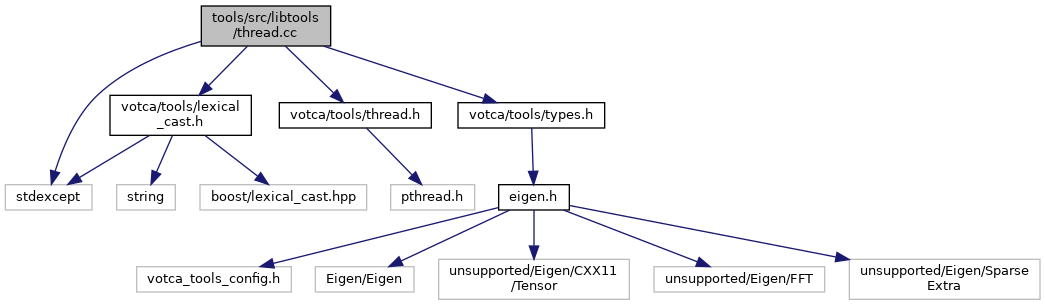 tools/src/libtools
/thread.cc
votca/tools/lexical
_cast.h
votca/tools/thread.h
votca/tools/types.h
stdexcept
string
boost/lexical_cast.hpp
pthread.h
eigen.h
votca_tools_config.h
Eigen/Eigen
unsupported/Eigen/CXX11
/Tensor
unsupported/Eigen/FFT
unsupported/Eigen/Sparse
Extra